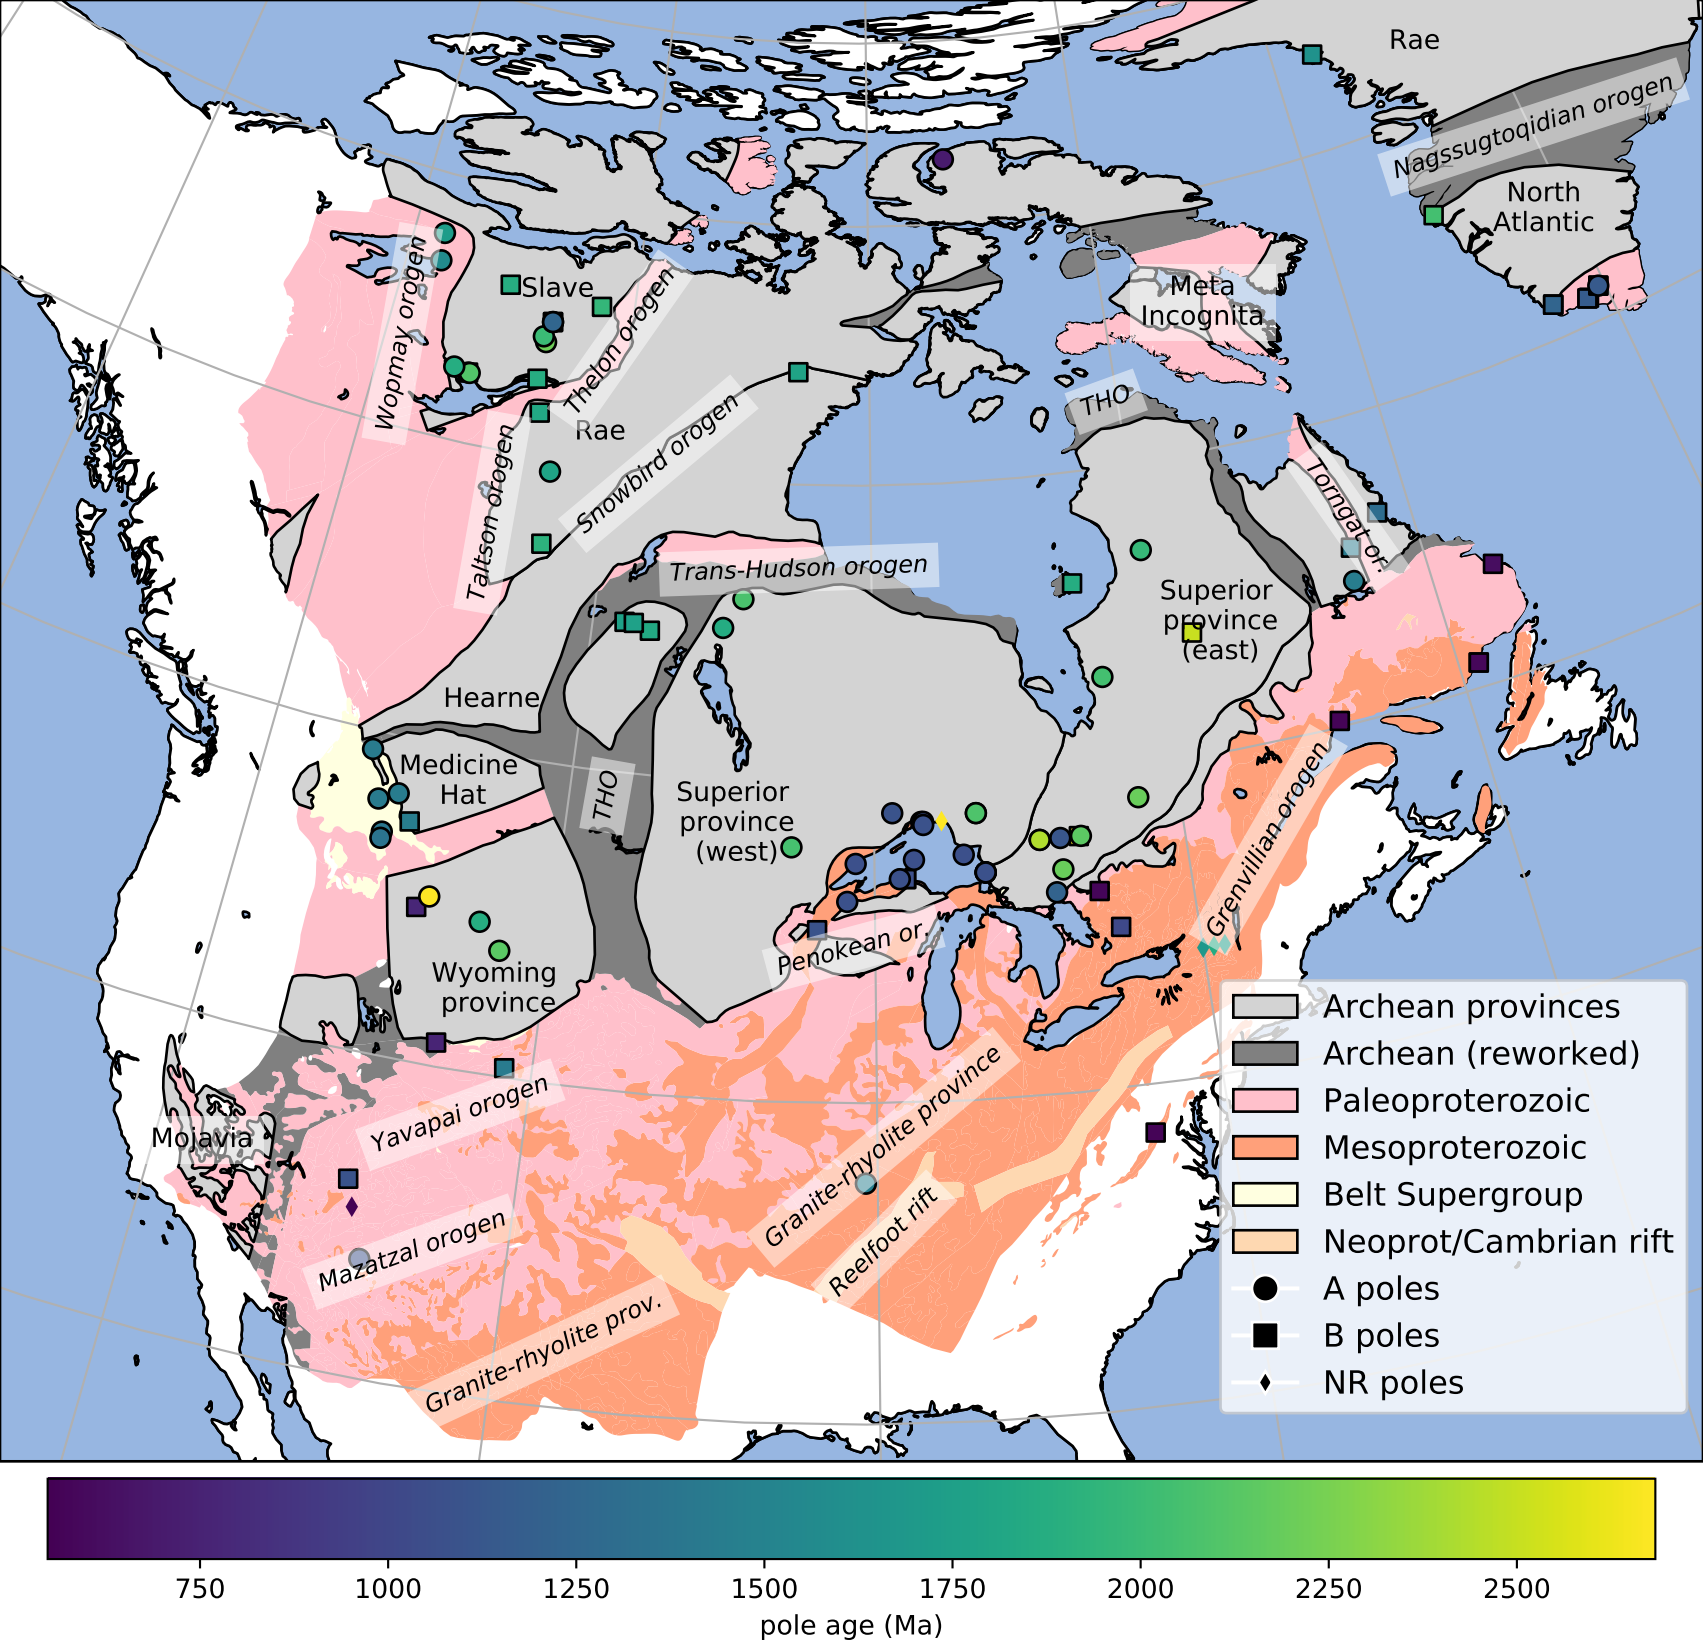 Rae
Nagssugtoqidian orogen
North
Atlantic
Wopmay orogen
Slave
Thelon orogen
Meta
Incognita
THO
Rae
Taltson orogen
Snowbird orogen
Torngat or.
Trans-Hudson orogen
Superior
province
(east)
Hearne
Medicine
Hat
THO
Superior
province
(west)
Grenvillian orogen
Penokean or.
Wyoming
province
Mojavia
Yavapai orogen
Mazatzal orogen
Granite-rhyolite province
Reelfoot rift
Granite-rhyolite prov.
Archean provinces
Archean (reworked)
Paleoproterozoic
Mesoproterozoic
Belt Supergroup
Neoprot/Cambrian rift
A poles
B poles
NR poles
750 1000 1250 1500 1750 2000 2250 2500
pole age (Ma)